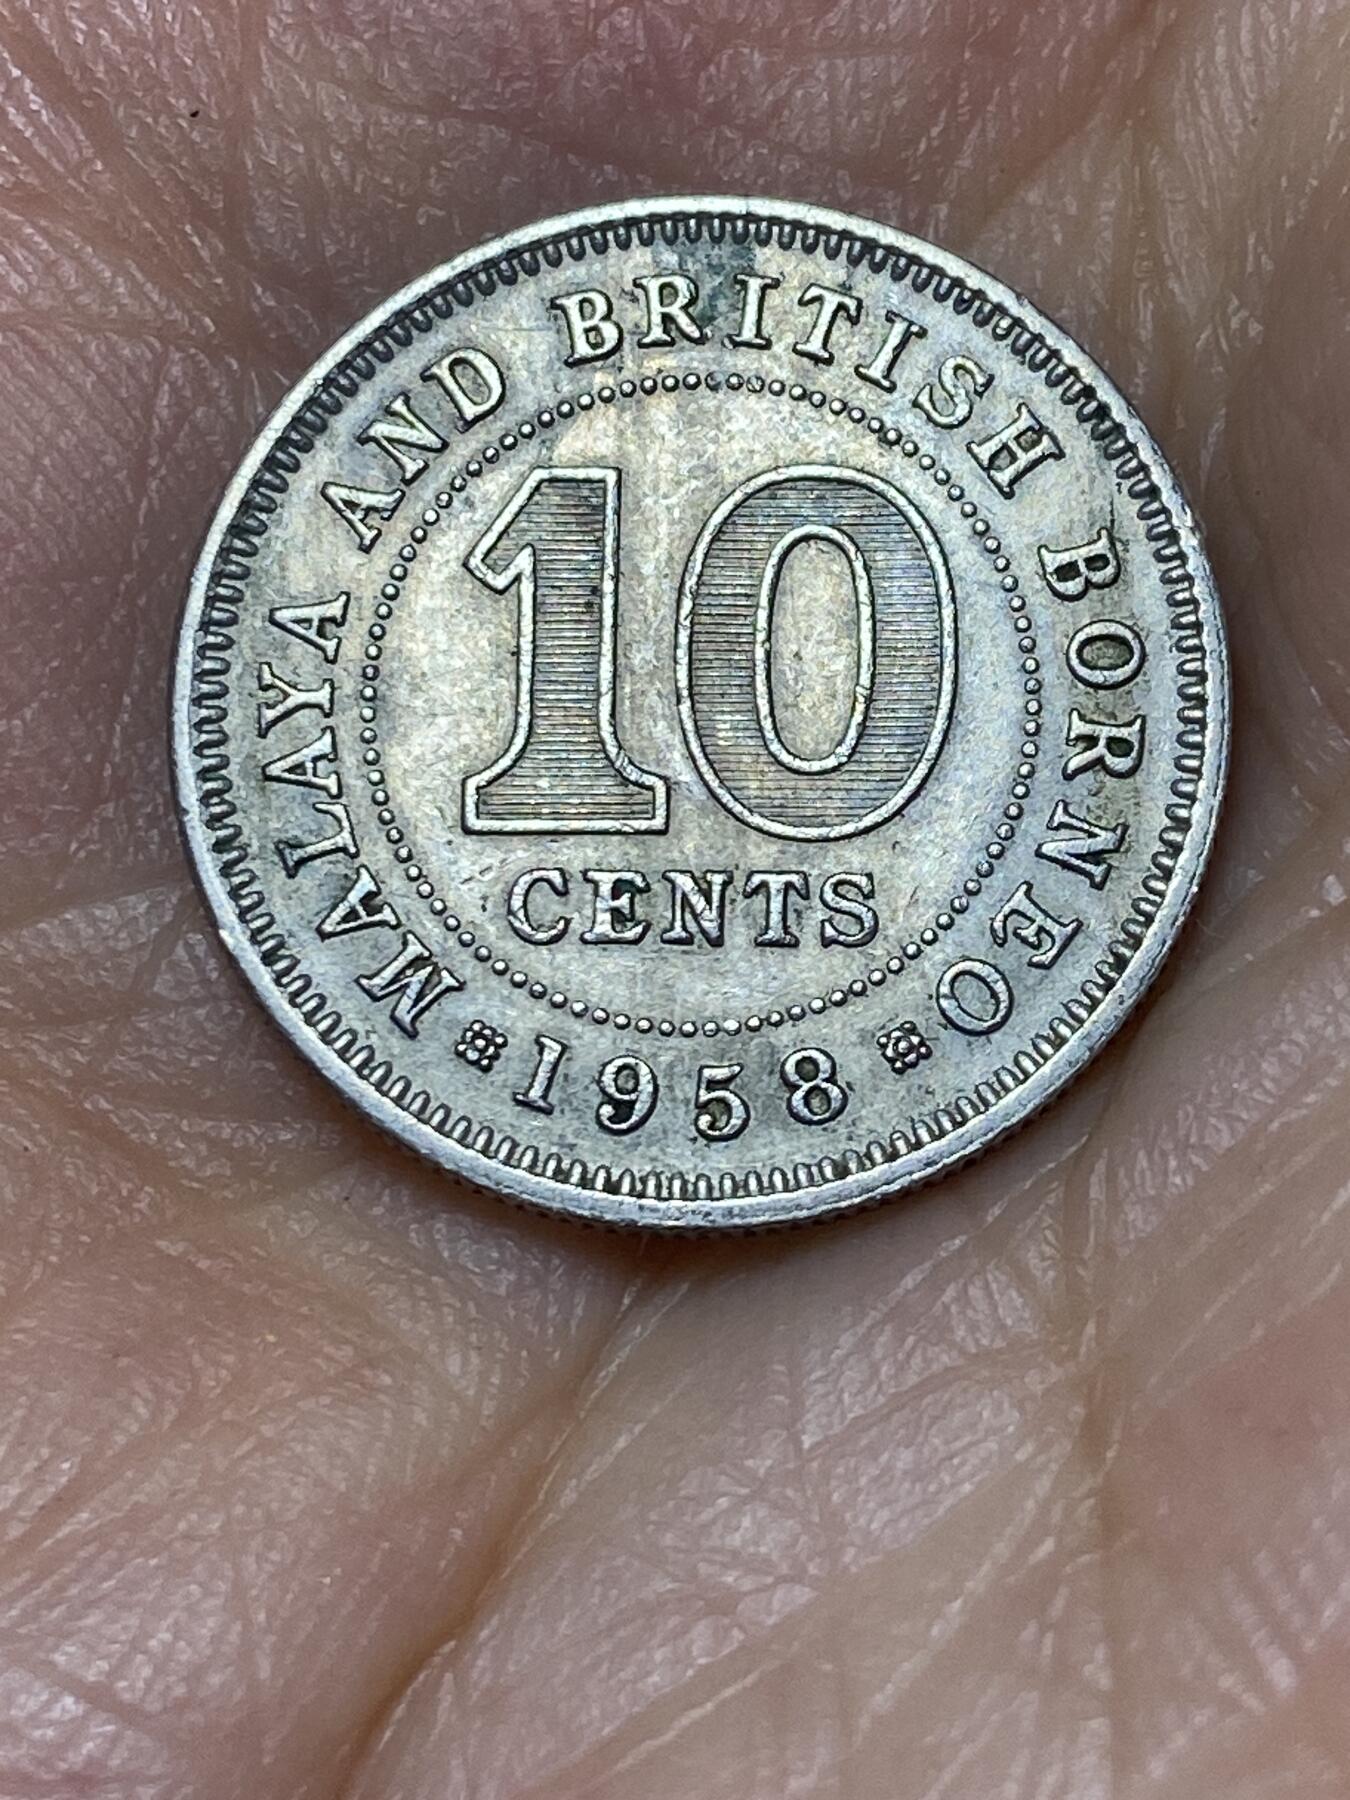 MALAYA AND BRITISH BORNEO
10
CENTS
1958